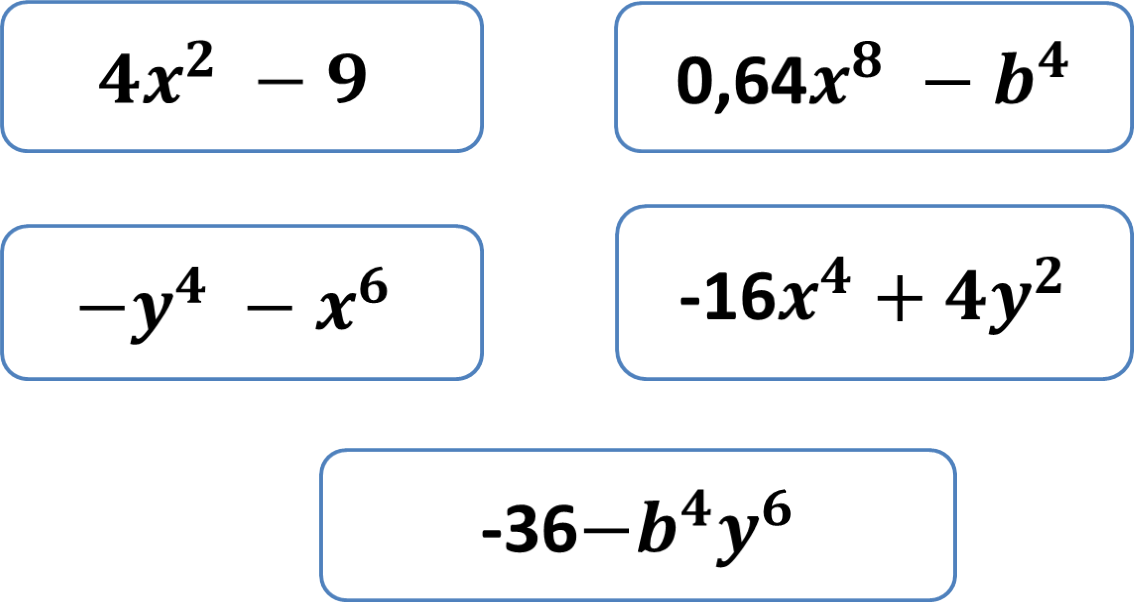 4x² − 9
0,64x⁸ − b⁴
−y⁴ − x⁶
-16x⁴ + 4y²
-36−b⁴y⁶